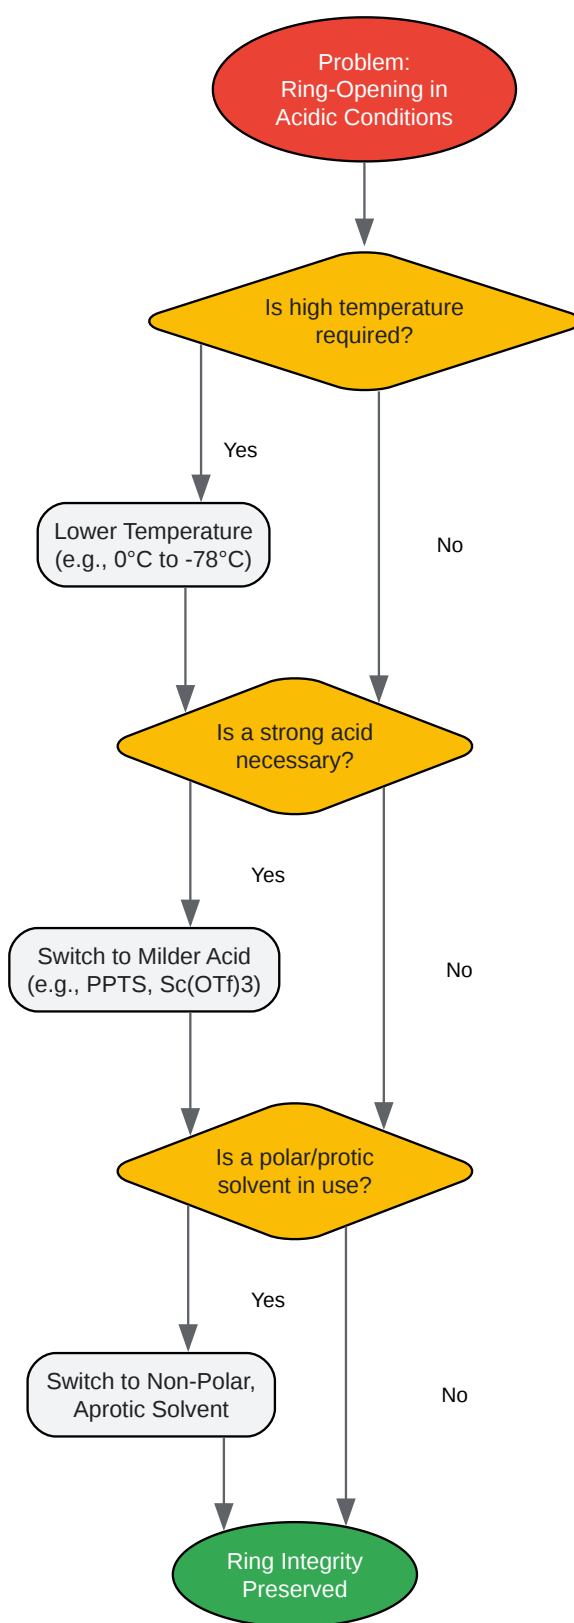 Problem:
Ring-Opening in
Acidic Conditions
Is high temperature
required?
Yes
Lower Temperature
(e.g., 0°C to -78°C)
No
Is a strong acid
necessary?
Yes
Switch to Milder Acid
(e.g., PPTS, Sc(OTf)3)
No
Is a polar/protic
solvent in use?
Yes
Switch to Non-Polar,
Aprotic Solvent
No
Ring Integrity
Preserved